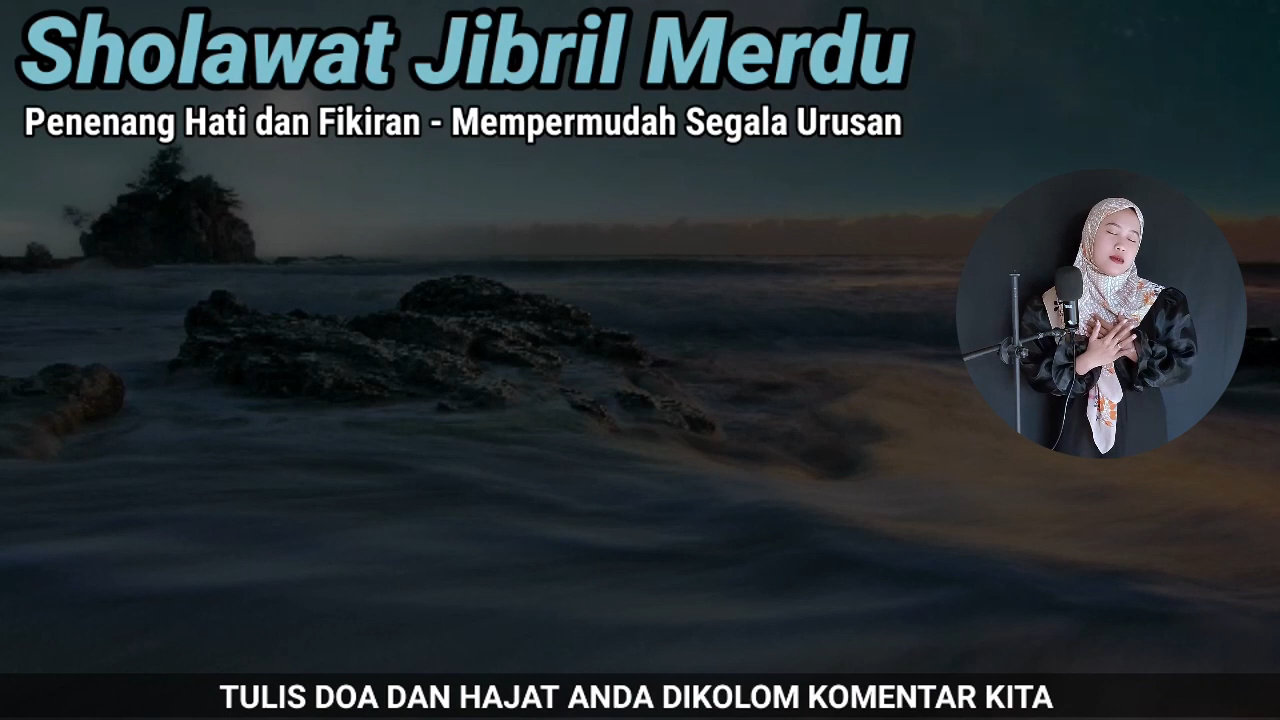 Sholawat Jibril Merdu
Penenang Hati dan Fikiran - Mempermudah Segala Urusan
TULIS DOA DAN HAJAT ANDA DIKOLOM KOMENTAR KITA